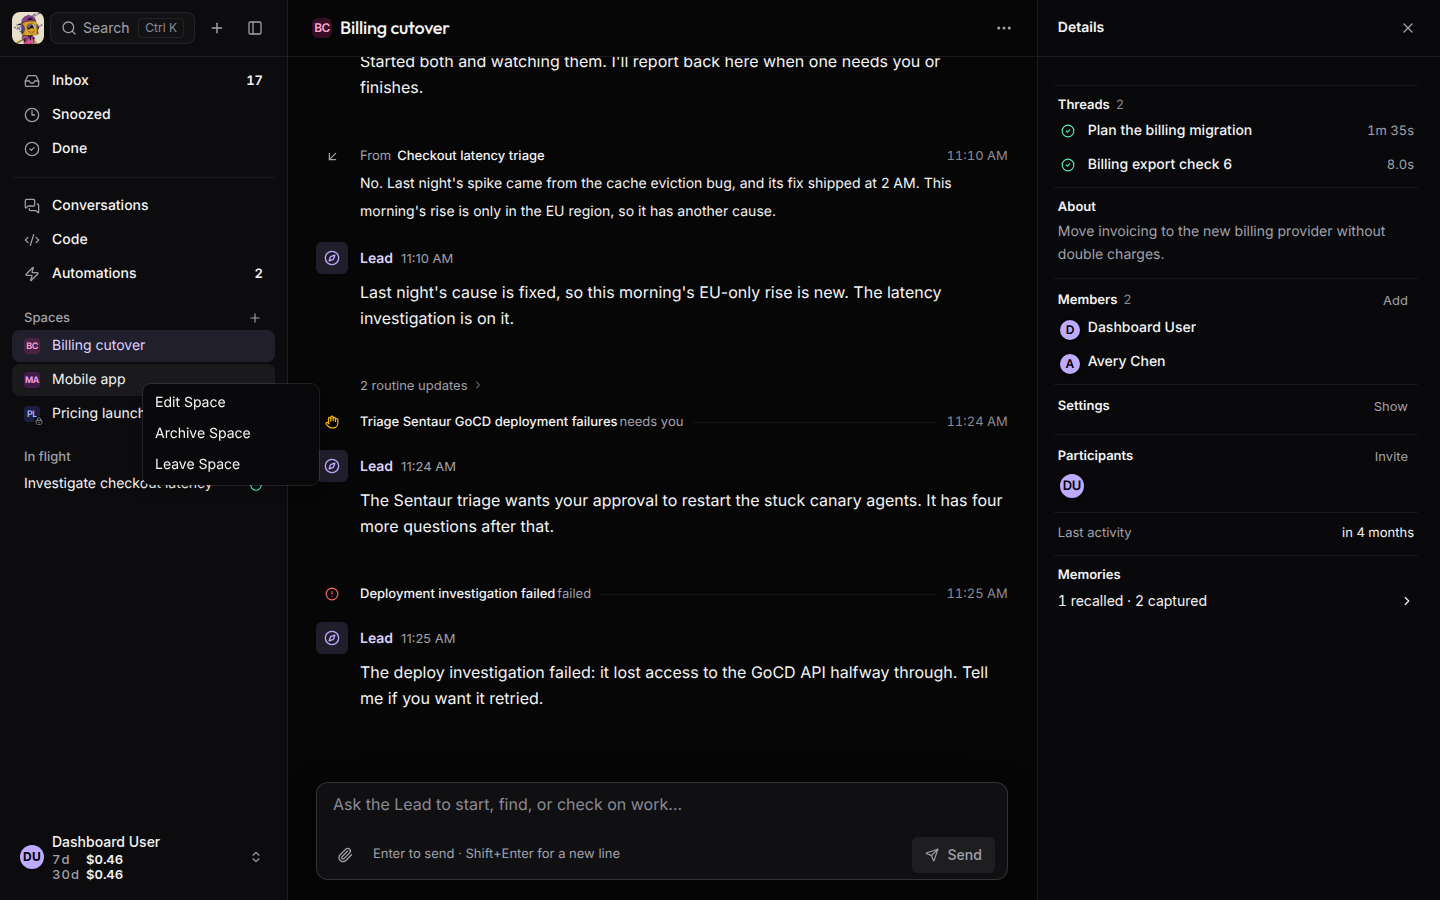 Search Ctrl K
Inbox 17
Snoozed
Done
Conversations
Code
Automations 2
Spaces
BC Billing cutover
MA Mobile app
PL Pricing launch
Edit Space
Archive Space
Leave Space
In flight
Investigate checkout latency
DU Dashboard User
7d $0.46
30d $0.46
BC Billing cutover
Started both and watching them. I'll report back here when one needs you or
finishes.
From Checkout latency triage 11:10 AM
No. Last night's spike came from the cache eviction bug, and its fix shipped at 2 AM. This
morning's rise is only in the EU region, so it has another cause.
Lead 11:10 AM
Last night's cause is fixed, so this morning's EU-only rise is new. The latency
investigation is on it.
2 routine updates
Triage Sentaur GoCD deployment failures needs you 11:24 AM
Lead 11:24 AM
The Sentaur triage wants your approval to restart the stuck canary agents. It has four
more questions after that.
Deployment investigation failed failed 11:25 AM
Lead 11:25 AM
The deploy investigation failed: it lost access to the GoCD API halfway through. Tell
me if you want it retried.
Ask the Lead to start, find, or check on work...
Enter to send · Shift+Enter for a new line
Send
Details
Threads 2
Plan the billing migration 1m 35s
Billing export check 6 8.0s
About
Move invoicing to the new billing provider without
double charges.
Members 2 Add
D Dashboard User
A Avery Chen
Settings Show
Participants Invite
DU
Last activity in 4 months
Memories
1 recalled · 2 captured